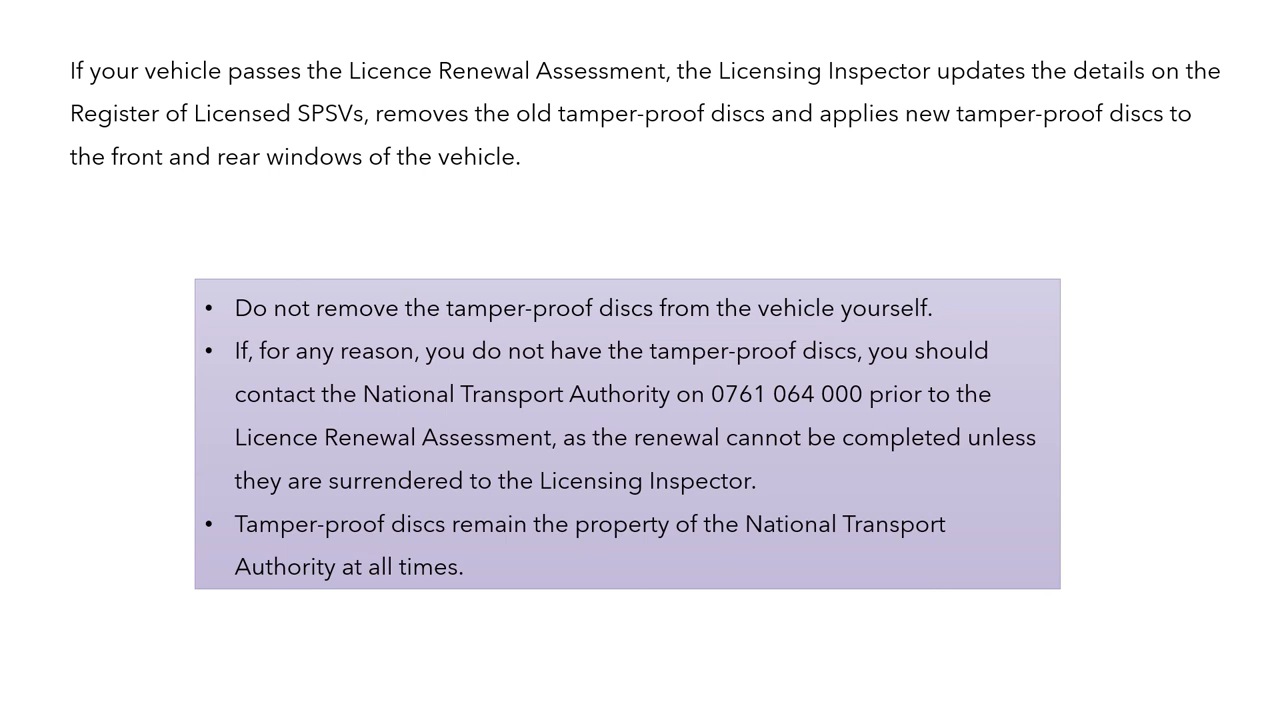 If your vehicle passes the Licence Renewal Assessment, the Licensing Inspector updates the details on the
Register of Licensed SPSVs, removes the old tamper-proof discs and applies new tamper-proof discs to
the front and rear windows of the vehicle.
• Do not remove the tamper-proof discs from the vehicle yourself.
• If, for any reason, you do not have the tamper-proof discs, you should
contact the National Transport Authority on 0761 064 000 prior to the
Licence Renewal Assessment, as the renewal cannot be completed unless
they are surrendered to the Licensing Inspector.
• Tamper-proof discs remain the property of the National Transport
Authority at all times.